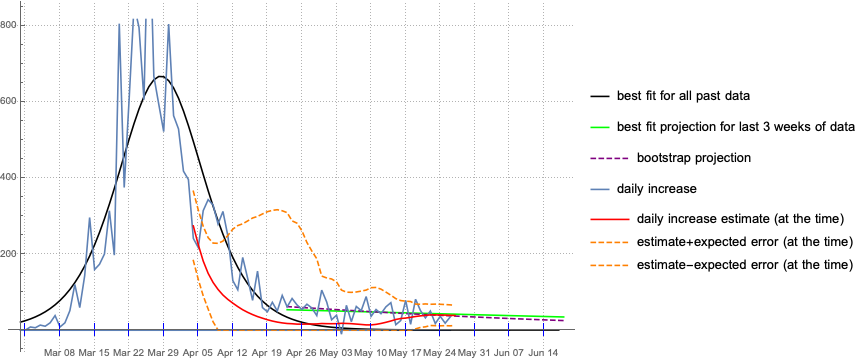 800
600
400
200
Mar 08 Mar 15 Mar 22 Mar 29 Apr 05 Apr 12 Apr 19 Apr 26 May 03 May 10 May 17 May 24 May 31 Jun 07 Jun 14
best fit for all past data
best fit projection for last 3 weeks of data
bootstrap projection
daily increase
daily increase estimate (at the time)
estimate+expected error (at the time)
estimate−expected error (at the time)